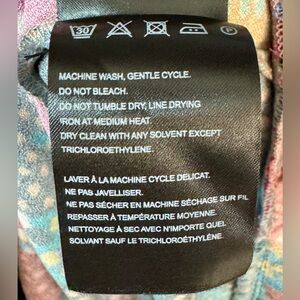 30 P
MACHINE WASH, GENTLE CYCLE.
DO NOT BLEACH.
DO NOT TUMBLE DRY, LINE DRYING
IRON AT MEDIUM HEAT.
DRY CLEAN WITH ANY SOLVENT EXCEPT
TRICHLOROETHYLENE.
LAVER À LA MACHINE CYCLE DELICAT.
NE PAS JAVELLISER.
NE PAS SÉCHER EN MACHINE SÉCHAGE SUR FIL
REPASSER À TEMPÉRATURE MOYENNE.
NETTOYAGE À SEC AVEC N'IMPORTE QUEL
SOLVANT SAUF LE TRICHLOROÉTHYLÈNE.